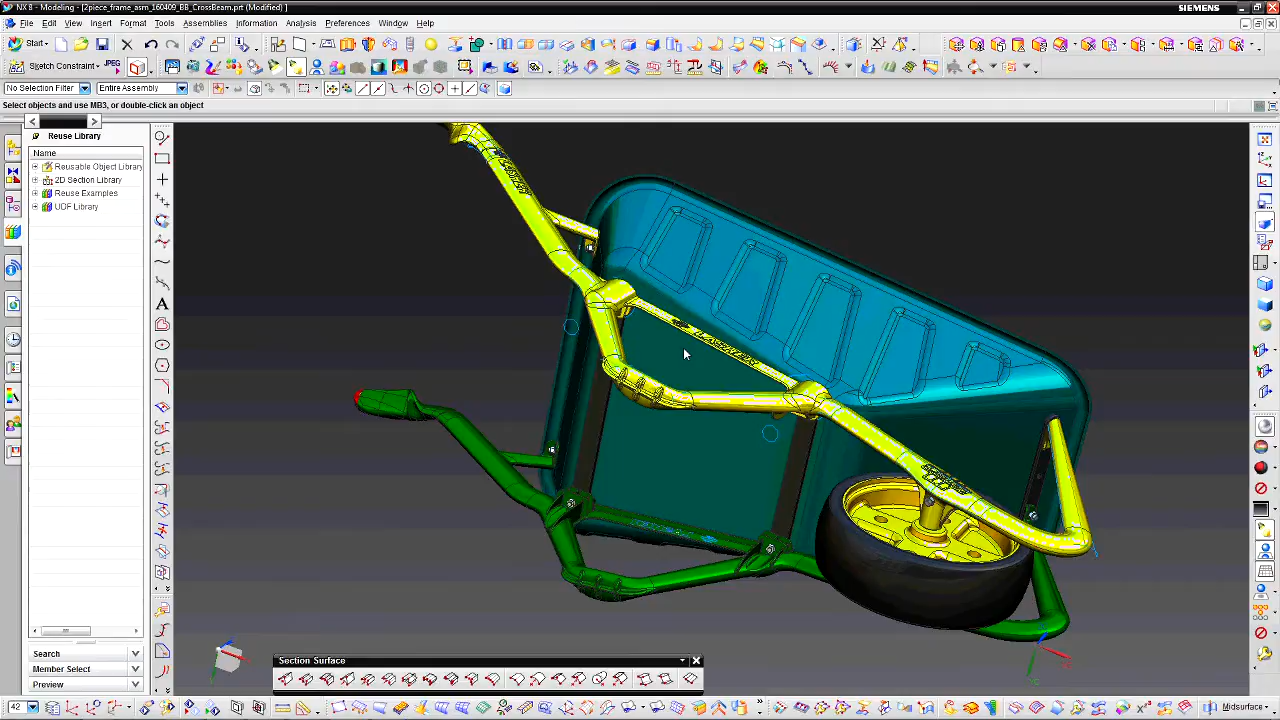 NX 8 - Modeling - [2piece_frame_asm_160409_BB_CrossBeam.prt (Modified) ]
SIEMENS
File Edit View Insert Format Tools Assemblies Information Analysis Preferences Window Help
Sketch Constraint
JPEG
No Selection Filter
Entire Assembly
Select objects and use MB3, or double-click an object
Reuse Library
Name
Reusable Object Library
2D Section Library
Reuse Examples
UDF Library
Search
Member Select
Preview
Section Surface
42
Midsurface